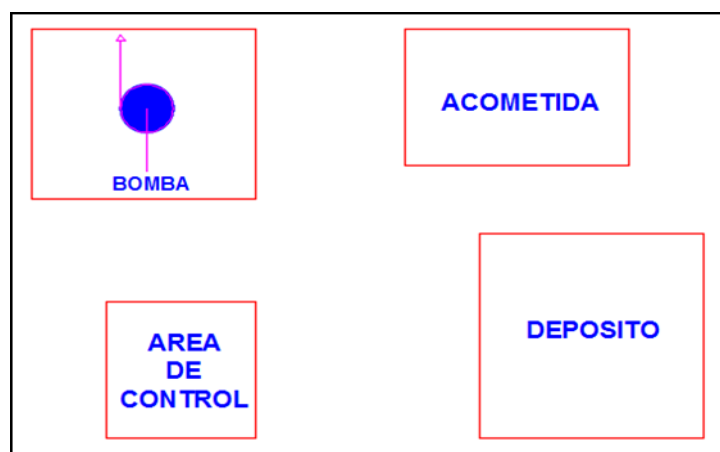 BOMBA
ACOMETIDA
AREA
DE
CONTROL
DEPOSITO